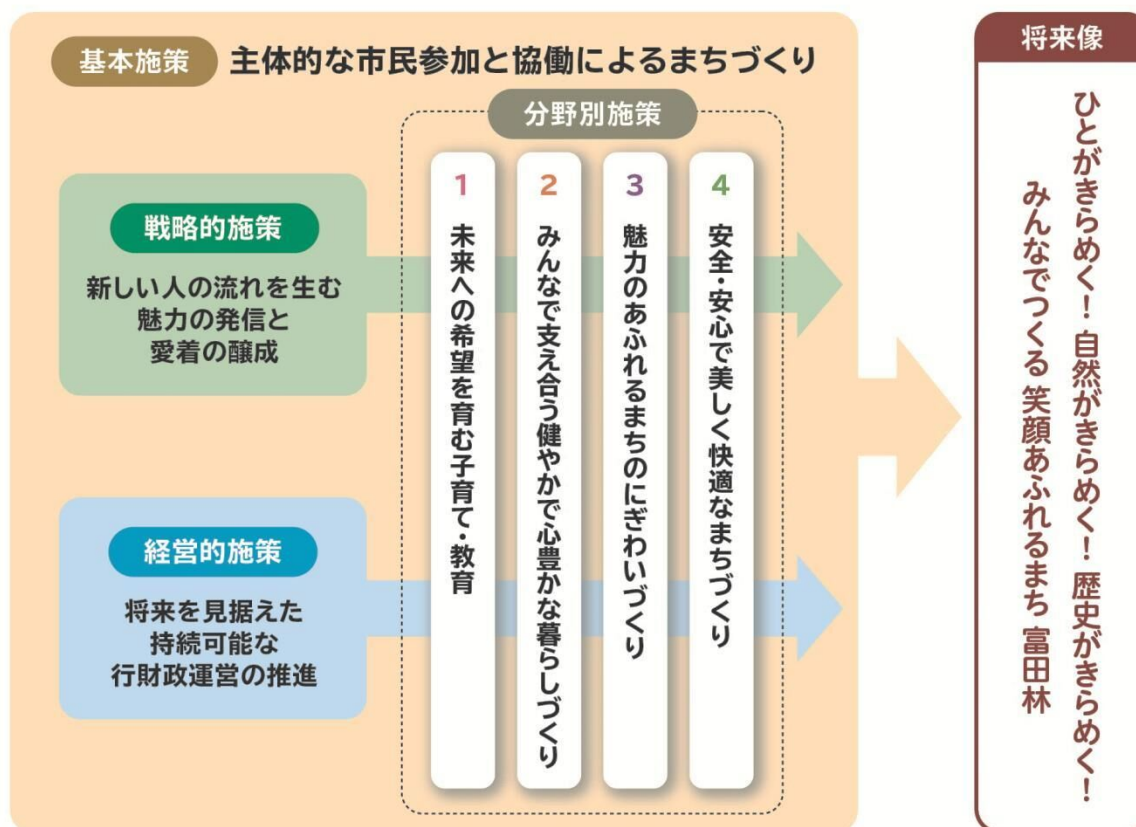 基本施策 主体的な市民参加と協働によるまちづくり
分野別施策
戦略的施策
新しい人の流れを生む
魅力の発信と
愛着の醸成
経営的施策
将来を見据えた
持続可能な
行財政運営の推進
1 未来への希望を育む子育て・教育
2 みんなで支え合う健やかで心豊かな暮らしづくり
3 魅力のあふれるまちのにぎわいづくり
4 安全・安心で美しく快適なまちづくり
将来像
ひとがきらめく！自然がきらめく！歴史がきらめく！
みんなでつくる 笑顔あふれるまち 富田林